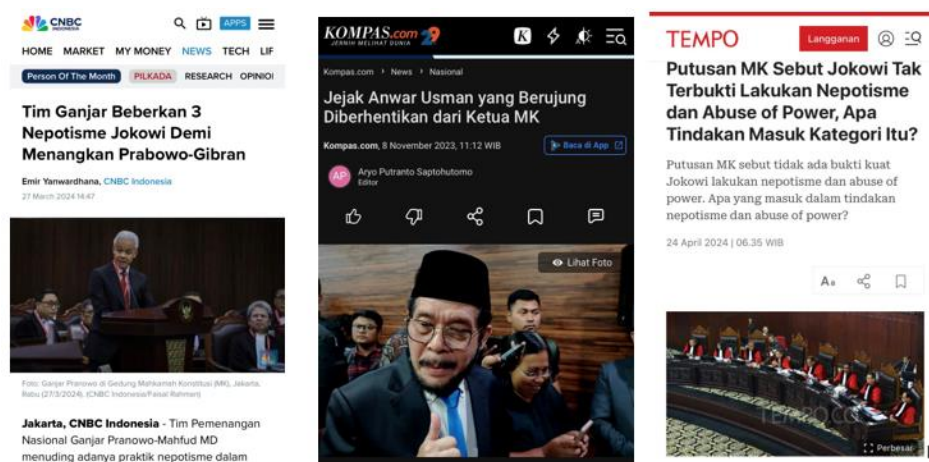 CNBC
INDONESIA
APPS
HOME MARKET MY MONEY NEWS TECH LIF
Person Of The Month PILKADA RESEARCH OPINIOI
Tim Ganjar Beberkan 3
Nepotisme Jokowi Demi
Menangkan Prabowo-Gibran
Emir Yanwardhana, CNBC Indonesia
27 March 2024 14:47
Foto: Ganjar Pranowo di Gedung Mahkamah Konstitusi (MK), Jakarta,
Rabu (27/3/2024). (CNBC Indonesia/Faisal Rahman)
Jakarta, CNBC Indonesia - Tim Pemenangan
Nasional Ganjar Pranowo-Mahfud MD
menuding adanya praktik nepotisme dalam
KOMPAS.com 29
JERNIH MELIHAT DUNIA
K
Kompas.com > News > Nasional
Jejak Anwar Usman yang Berujung
Diberhentikan dari Ketua MK
Kompas.com, 8 November 2023, 11:12 WIB
Baca di App
AP
Aryo Putranto Saptohutomo
Editor
Lihat Foto
TEMPO
Langganan
Putusan MK Sebut Jokowi Tak
Terbukti Lakukan Nepotisme
dan Abuse of Power, Apa
Tindakan Masuk Kategori Itu?
Putusan MK sebut tidak ada bukti kuat
Jokowi lakukan nepotisme dan abuse of
power. Apa yang masuk dalam tindakan
nepotisme dan abuse of power?
24 April 2024 | 06.35 WIB
TEMPO.CO
Perbesar